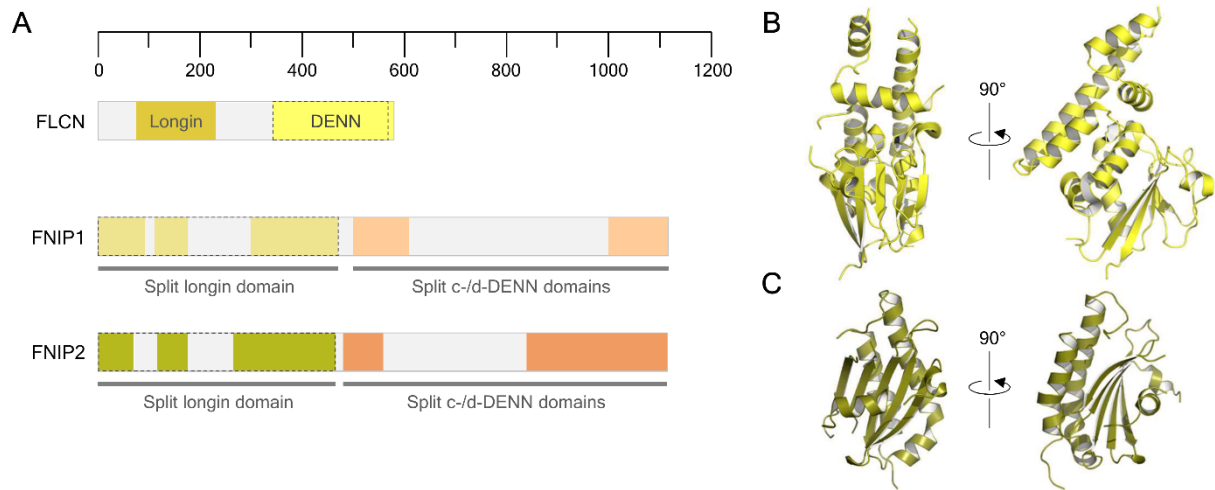 A
0 200 400 600 800 1000 1200
FLCN Longin DENN
FNIP1
Split longin domain Split c-/d-DENN domains
FNIP2
Split longin domain Split c-/d-DENN domains
B
90°
C
90°